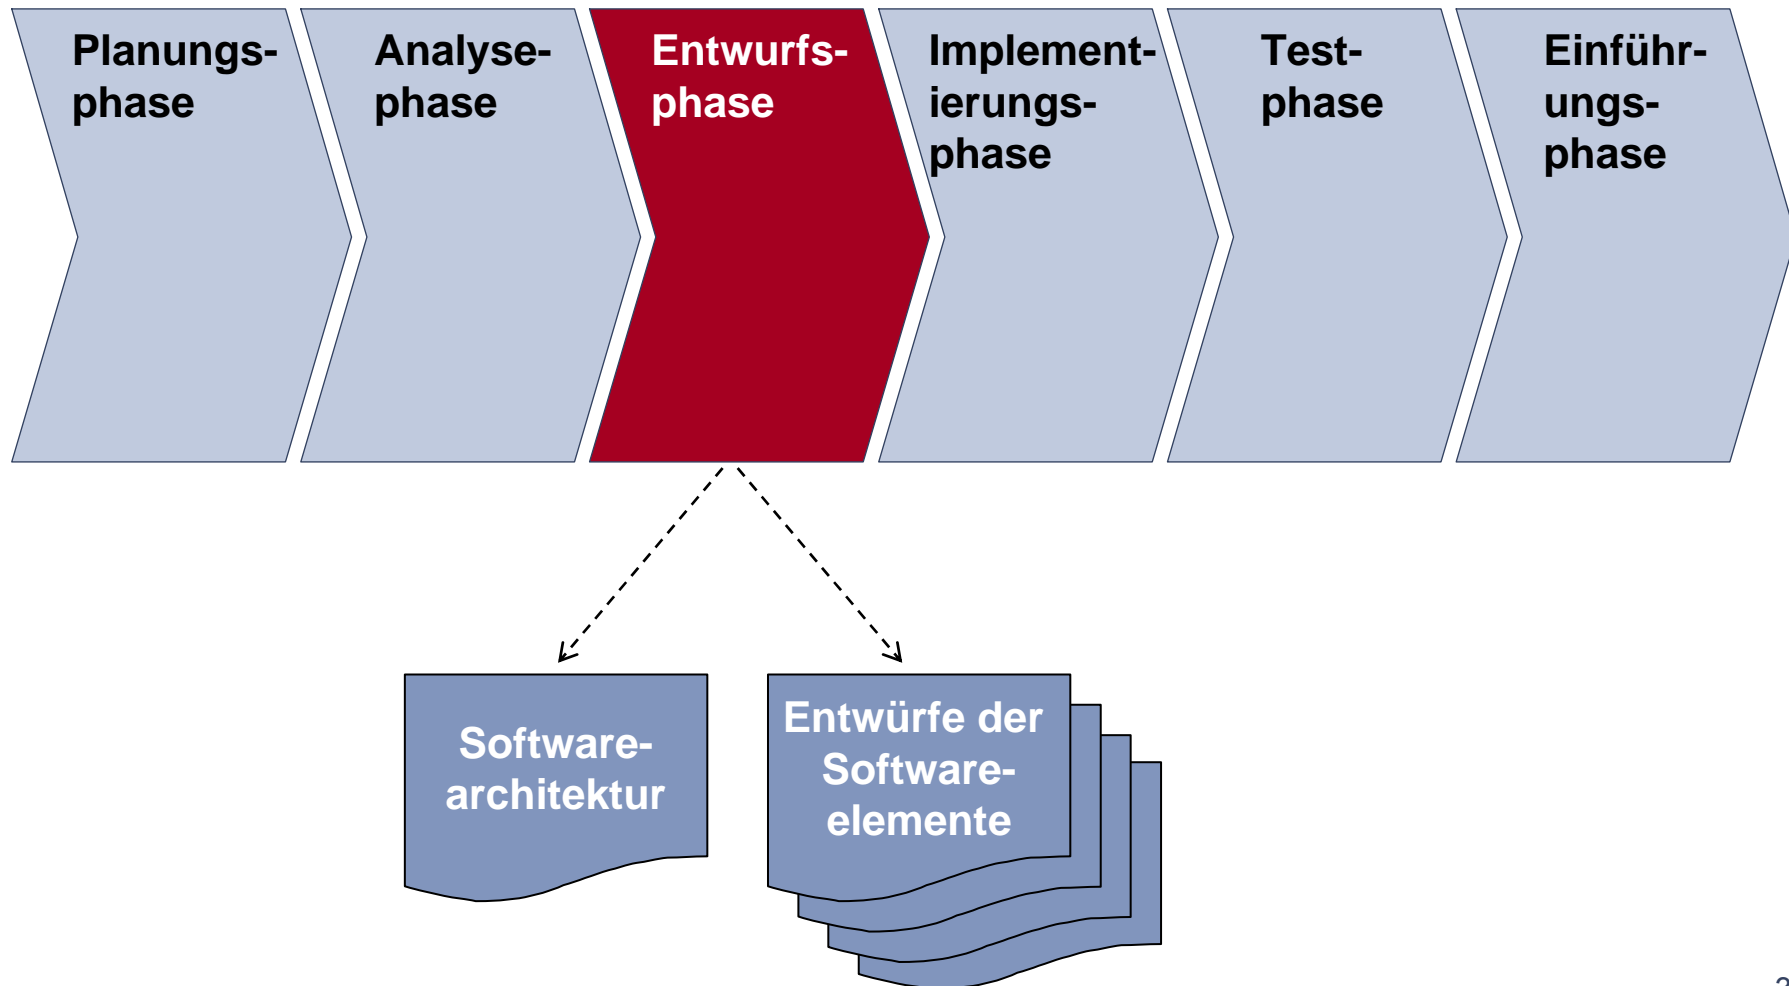 Planungs-
phase
Analyse-
phase
Entwurfs-
phase
Implement-
ierungs-
phase
Test-
phase
Einführ-
ungs-
phase
Software-
architektur
Entwürfe der
Software-
elemente